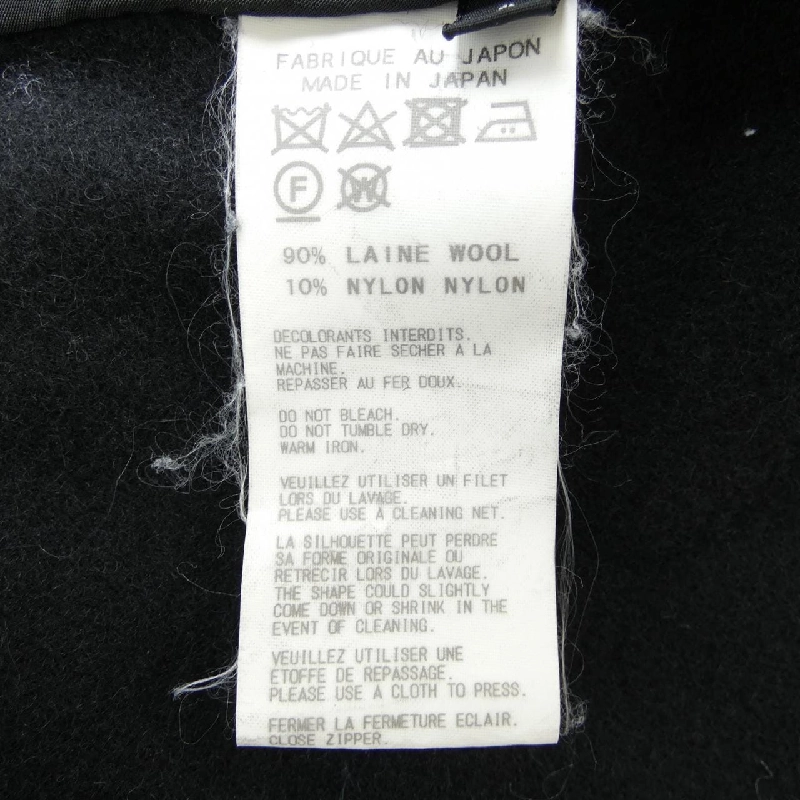 FABRIQUE AU JAPON
MADE IN JAPAN
F W
90% LAINE WOOL
10% NYLON NYLON
DECOLORANTS INTERDITS.
NE PAS FAIRE SECHER A LA
MACHINE.
REPASSER AU FER DOUX.
DO NOT BLEACH.
DO NOT TUMBLE DRY.
WARM IRON.
VEUILLEZ UTILISER UN FILET
LORS DU LAVAGE.
PLEASE USE A CLEANING NET.
LA SILHOUETTE PEUT PERDRE
SA FORME ORIGINALE OU
RETRECIR LORS DU LAVAGE.
THE SHAPE COULD SLIGHTLY
COME DOWN OR SHRINK IN THE
EVENT OF CLEANING.
VEUILLEZ UTILISER UNE
ETOFFE DE REPASSAGE.
PLEASE USE A CLOTH TO PRESS.
FERMER LA FERMETURE ECLAIR.
CLOSE ZIPPER.